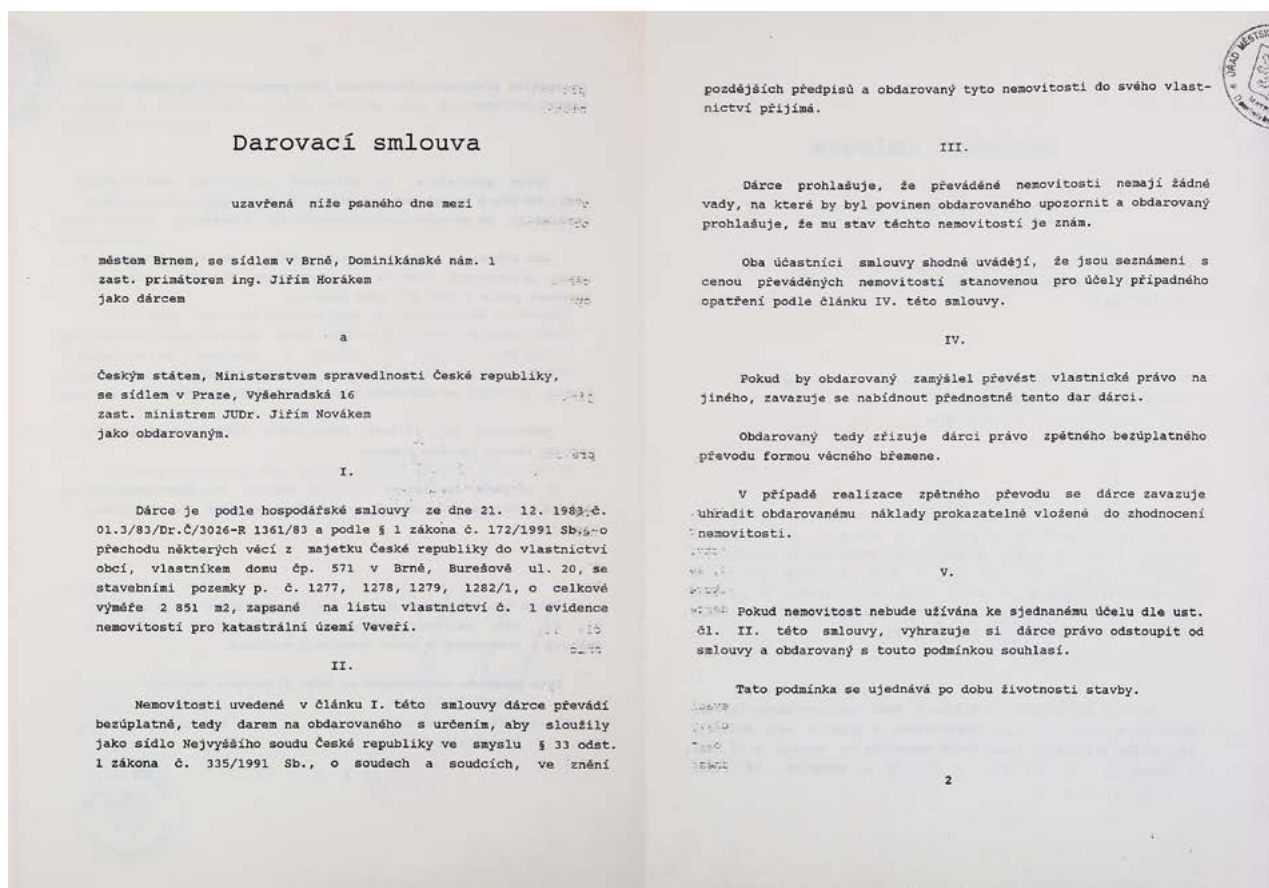 Darovací smlouva
uzavřená níže psaného dne mezi
městem Brnem, se sídlem v Brně, Dominikánské nám. 1
zast. primátorem ing. Jiřím Horákem
jako dárcem
a
Českým státem, Ministerstvem spravedlnosti České republiky,
se sídlem v Praze, Vyšehradská 16
zast. ministrem JUDr. Jiřím Novákem
jako obdarovaným.
I.
Dárce je podle hospodářské smlouvy ze dne 21. 12. 1983 č.
01.3/83/Dr.Č/3026-R 1361/83 a podle § 1 zákona č. 172/1991 Sb. o
přechodu některých věcí z majetku České republiky do vlastnictví
obcí, vlastníkem domu čp. 571 v Brně, Burešově ul. 20, se
stavebními pozemky p. č. 1277, 1278, 1279, 1282/1, o celkové
výměře 2 851 m2, zapsané na listu vlastnictví č. 1 evidence
nemovitostí pro katastrální území Veveří.
II.
Nemovitosti uvedené v článku I. této smlouvy dárce převádí
bezúplatně, tedy darem na obdarovaného s určením, aby sloužily
jako sídlo Nejvyššího soudu České republiky ve smyslu § 33 odst.
1 zákona č. 335/1991 Sb., o soudech a soudcích, ve znění
pozdějších předpisů a obdarovaný tyto nemovitosti do svého vlast-
nictví přijímá.
III.
Dárce prohlašuje, že převáděné nemovitosti nemají žádné
vady, na které by byl povinen obdarovaného upozornit a obdarovaný
prohlašuje, že mu stav těchto nemovitostí je znám.
Oba účastníci smlouvy shodně uvádějí, že jsou seznámeni s
cenou převáděných nemovitostí stanovenou pro účely případného
opatření podle článku IV. této smlouvy.
IV.
Pokud by obdarovaný zamýšlel převést vlastnické právo na
jiného, zavazuje se nabídnout přednostně tento dar dárci.
Obdarovaný tedy zřizuje dárci právo zpětného bezúplatného
převodu formou věcného břemene.
V případě realizace zpětného převodu se dárce zavazuje
uhradit obdarovanému náklady prokazatelně vložené do zhodnocení
nemovitosti.
V.
Pokud nemovitost nebude užívána ke sjednanému účelu dle ust.
čl. II. této smlouvy, vyhrazuje si dárce právo odstoupit od
smlouvy a obdarovaný s touto podmínkou souhlasí.
Tato podmínka se ujednává po dobu životnosti stavby.
2